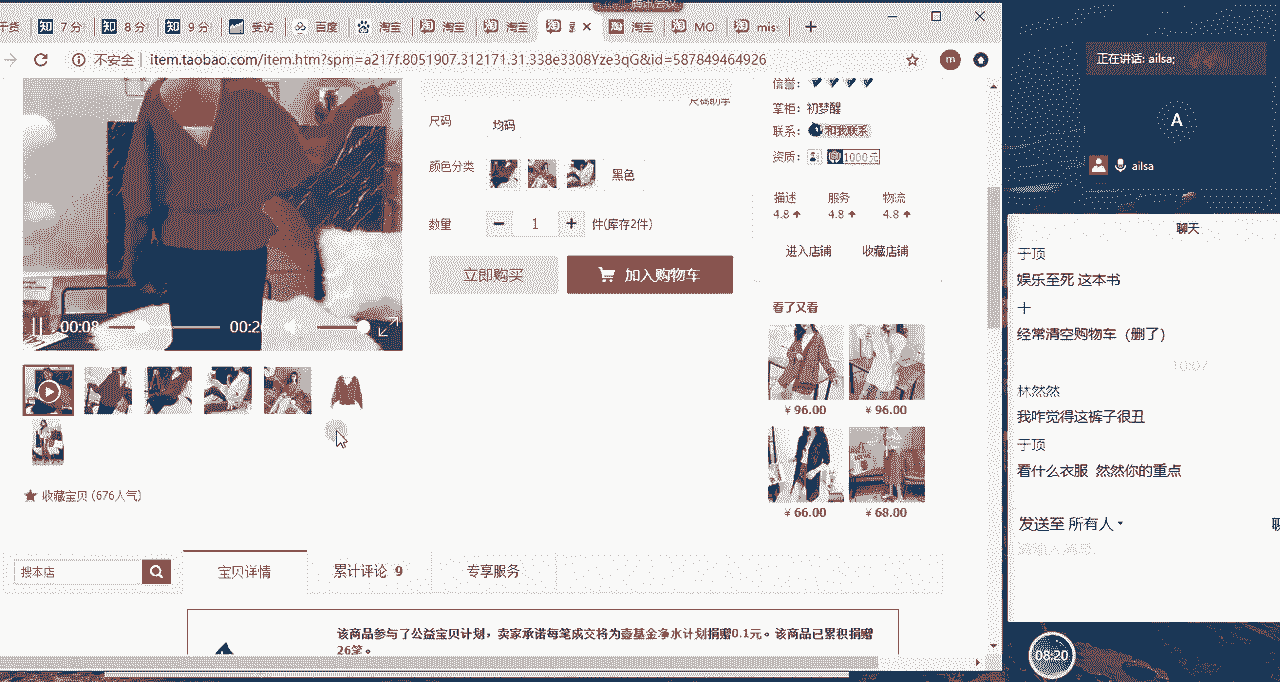 腾讯会议
干货
知 7 分
知 8 分
知 9 分
受访
百度
淘宝
淘宝
淘宝
淘宝
MO
mis
不安全
item.taobao.com/item.htm?spm=a217f.8051907.312171.31.338e3308Yze3qG&id=587849464926
m
正在讲话: ailsa;
A
ailsa
尺码助手
尺码 均码
颜色分类 黑色
数量 1 件(库存2件)
立即购买 加入购物车
信誉:
掌柜: 初梦醒
联系: 和我联系
资质: 1000元
描述 服务 物流
4.8 4.8 4.8
进入店铺 收藏店铺
看了又看
¥ 96.00 ¥ 96.00
¥ 66.00 ¥ 68.00
00:08
收藏宝贝 (676人气)
搜本店
宝贝详情 累计评论 9 专享服务
该商品参与了公益宝贝计划，卖家承诺每笔成交将为壹基金净水计划捐赠0.1元。该商品已累积捐赠
26笔。
聊天
于顶
娱乐至死 这本书
十
经常清空购物车（删了）
10:07
林然然
我咋觉得这裤子很丑
于顶
看什么衣服 然然你的重点
发送至 所有人
08:20